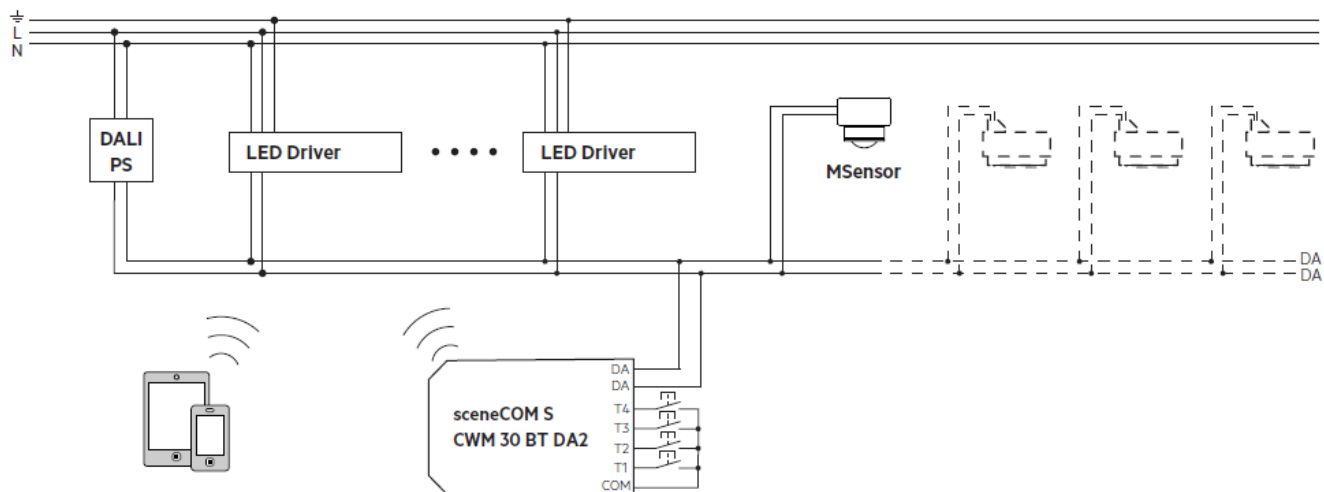 L
N
DALI
PS
LED Driver
LED Driver
MSensor
DA
DA
sceneCOM S
CWM 30 BT DA2
DA
DA
T4
T3
T2
T1
COM